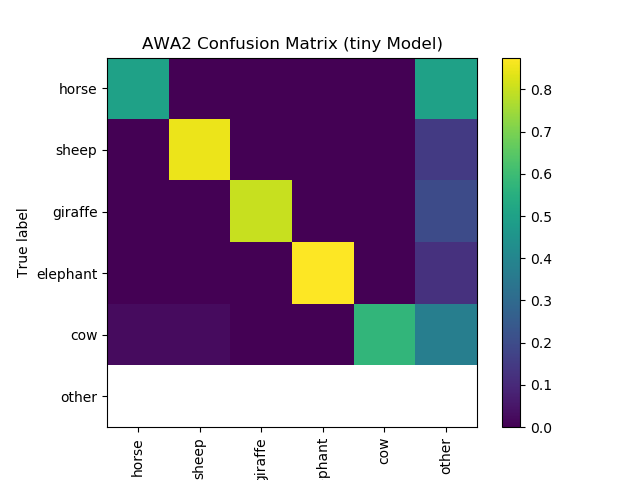 AWA2 Confusion Matrix (tiny Model)
horse
sheep
giraffe
elephant
cow
other
True label
horse
sheep
giraffe
phant
cow
other
0.8
0.7
0.6
0.5
0.4
0.3
0.2
0.1
0.0